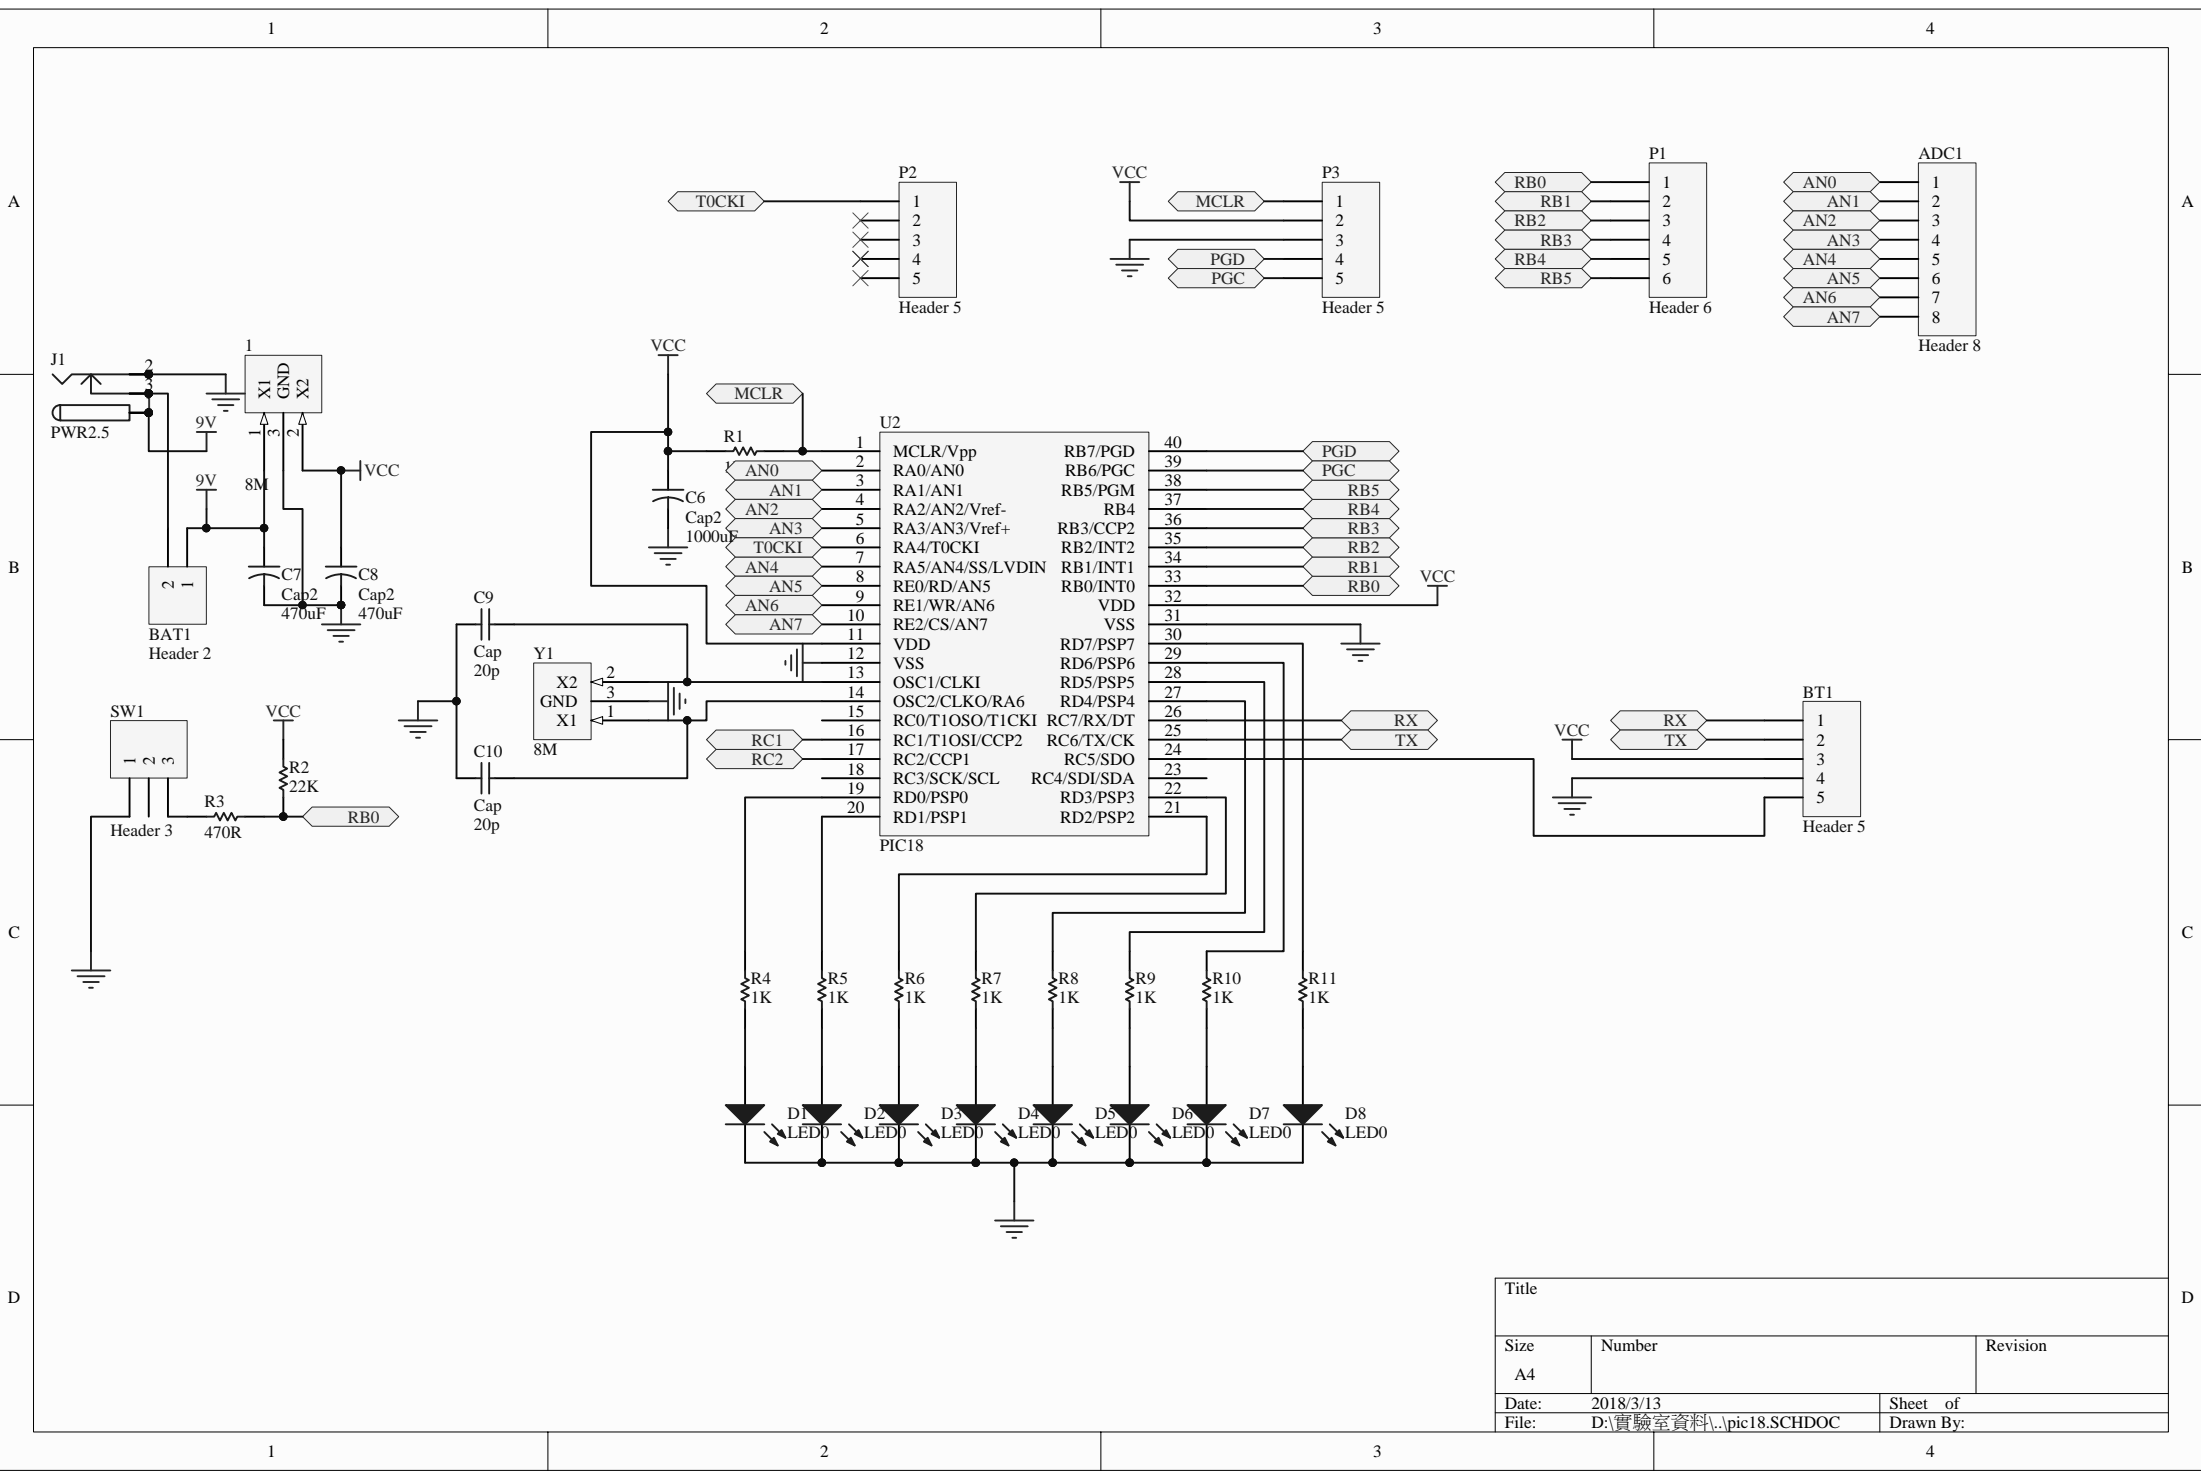 1 2 3 4
A A
B B
C C
D D
1 2 3 4
P2
T0CKI
1
2
3
4
5
Header 5
VCC
P3
MCLR
PGD
PGC
1
2
3
4
5
Header 5
P1
RB0 1
RB1 2
RB2 3
RB3 4
RB4 5
RB5 6
Header 6
ADC1
AN0 1
AN1 2
AN2 3
AN3 4
AN4 5
AN5 6
AN6 7
AN7 8
Header 8
J1
2
3
PWR2.5
1
X1
GND
X2
1
3
2
9V
9V
8M
VCC
C7
Cap2
470uF
C8
Cap2
470uF
2
1
BAT1
Header 2
SW1
1
2
3
Header 3
VCC
R2
22K
R3
470R
RB0
VCC
MCLR
R1
C6
Cap2
1000uF
AN0
AN1
AN2
AN3
T0CKI
AN4
AN5
AN6
AN7
RC1
RC2
C9
Cap
20p
Y1
X2 2
GND 3
X1 1
8M
C10
Cap
20p
U2
1 MCLR/Vpp RB7/PGD 40
2 RA0/AN0 RB6/PGC 39
3 RA1/AN1 RB5/PGM 38
4 RA2/AN2/Vref- RB4 37
5 RA3/AN3/Vref+ RB3/CCP2 36
6 RA4/T0CKI RB2/INT2 35
7 RA5/AN4/SS/LVDIN RB1/INT1 34
8 RE0/RD/AN5 RB0/INT0 33
9 RE1/WR/AN6 VDD 32
10 RE2/CS/AN7 VSS 31
11 VDD RD7/PSP7 30
12 VSS RD6/PSP6 29
13 OSC1/CLKI RD5/PSP5 28
14 OSC2/CLKO/RA6 RD4/PSP4 27
15 RC0/T1OSO/T1CKI RC7/RX/DT 26
16 RC1/T1OSI/CCP2 RC6/TX/CK 25
17 RC2/CCP1 RC5/SDO 24
18 RC3/SCK/SCL RC4/SDI/SDA 23
19 RD0/PSP0 RD3/PSP3 22
20 RD1/PSP1 RD2/PSP2 21
PIC18
PGD
PGC
RB5
RB4
RB3
RB2
RB1
RB0
VCC
RX
TX
BT1
RX 1
TX 2
VCC
3
4
5
Header 5
R4 R5 R6 R7 R8 R9 R10 R11
1K 1K 1K 1K 1K 1K 1K 1K
D1 D2 D3 D4 D5 D6 D7 D8
LED0 LED0 LED0 LED0 LED0 LED0 LED0 LED0
Title
Size Number Revision
A4
Date: 2018/3/13 Sheet of
File: D:\實驗室資料\..\pic18.SCHDOC Drawn By: